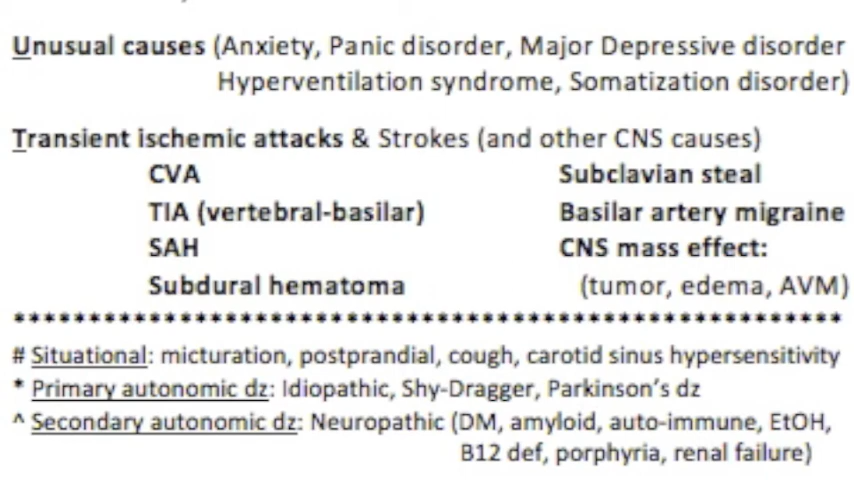 Unusual causes (Anxiety, Panic disorder, Major Depressive disorder
Hyperventilation syndrome, Somatization disorder)
Transient ischemic attacks & Strokes (and other CNS causes)
CVA Subclavian steal
TIA (vertebral-basilar) Basilar artery migraine
SAH CNS mass effect:
Subdural hematoma (tumor, edema, AVM)
*******************************************************
# Situational: micturation, postprandial, cough, carotid sinus hypersensitivity
* Primary autonomic dz: Idiopathic, Shy-Dragger, Parkinson's dz
^ Secondary autonomic dz: Neuropathic (DM, amyloid, auto-immune, EtOH,
B12 def, porphyria, renal failure)